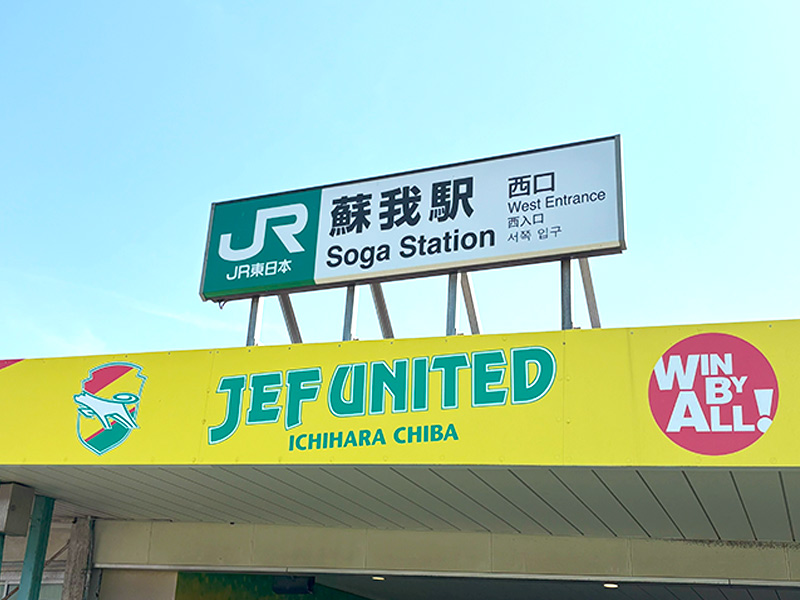 JR
JR東日本
蘇我駅
Soga Station
西口
West Entrance
西入口
서쪽 입구
JEF UNITED
ICHIHARA CHIBA
WIN
BY
ALL!